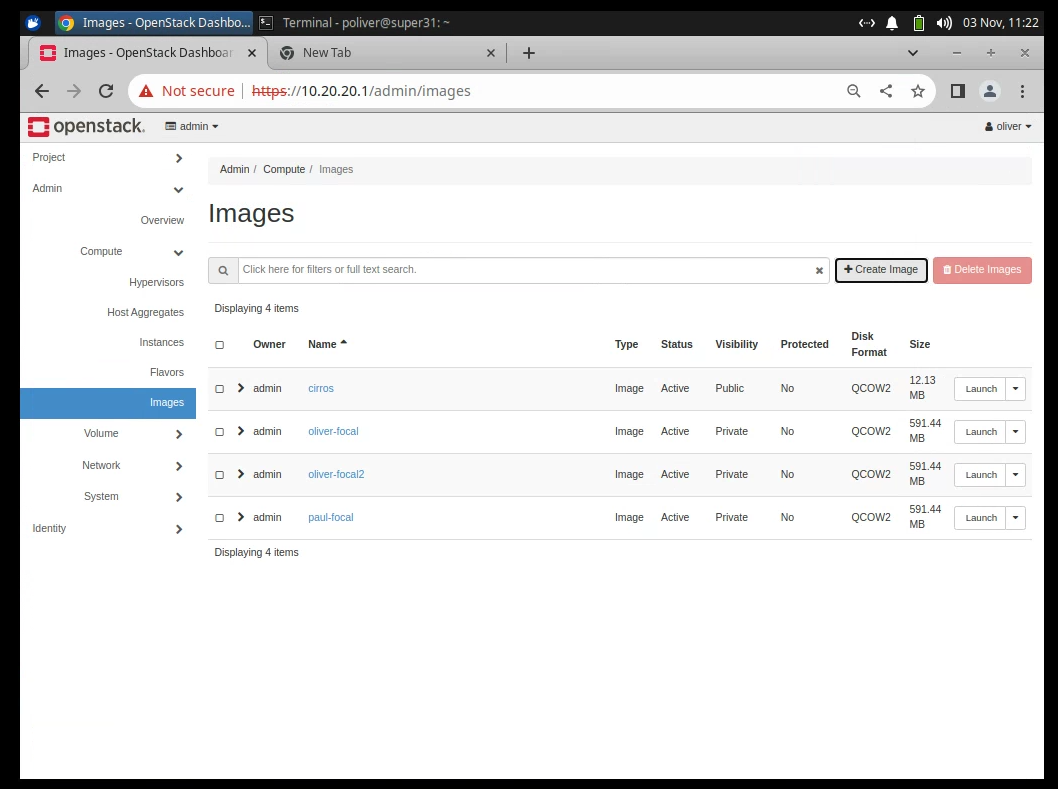 Images - OpenStack Dashbo... Terminal - poliver@super31: ~ 03 Nov, 11:22
Images - OpenStack Dashboar New Tab
Not secure https://10.20.20.1/admin/images
openstack. admin oliver
Project
Admin
Overview
Compute
Hypervisors
Host Aggregates
Instances
Flavors
Images
Volume
Network
System
Identity
Admin / Compute / Images
Images
Click here for filters or full text search. Create Image Delete Images
Displaying 4 items
Owner Name Type Status Visibility Protected Disk Format Size
admin cirros Image Active Public No QCOW2 12.13 MB Launch
admin oliver-focal Image Active Private No QCOW2 591.44 MB Launch
admin oliver-focal2 Image Active Private No QCOW2 591.44 MB Launch
admin paul-focal Image Active Private No QCOW2 591.44 MB Launch
Displaying 4 items